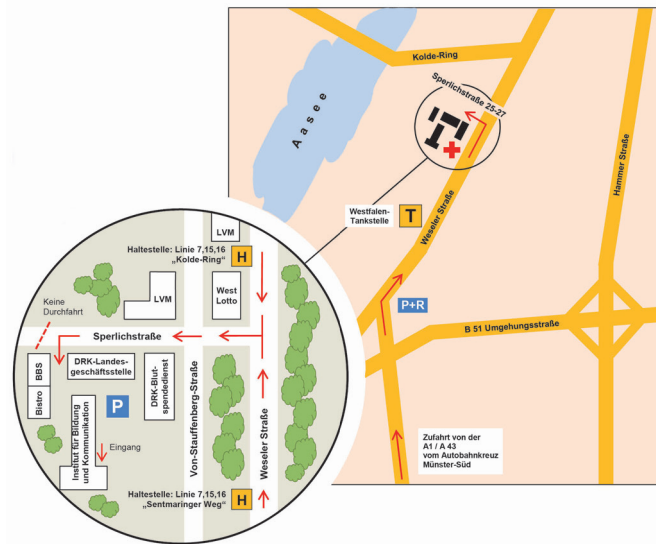 Kolde-Ring
Sperlichstraße 25-27
Aasee
Hammer Straße
Westfalen-
Tankstelle
T
Weseler Straße
P+R
B 51 Umgehungsstraße
Zufahrt von der
A1 / A 43
vom Autobahnkreuz
Münster-Süd
LVM
Haltestelle: Linie 7,15,16
„Kolde-Ring“
H
Keine
Durchfahrt
LVM
West
Lotto
Sperlichstraße
BBS
Bistro
DRK-Landes-
geschäftsstelle
DRK-Blut-
spendedienst
P
Institut für Bildung
und Kommunikation
Eingang
Von-Stauffenberg-Straße
Weseler Straße
Haltestelle: Linie 7,15,16
„Sentmaringer Weg“
H